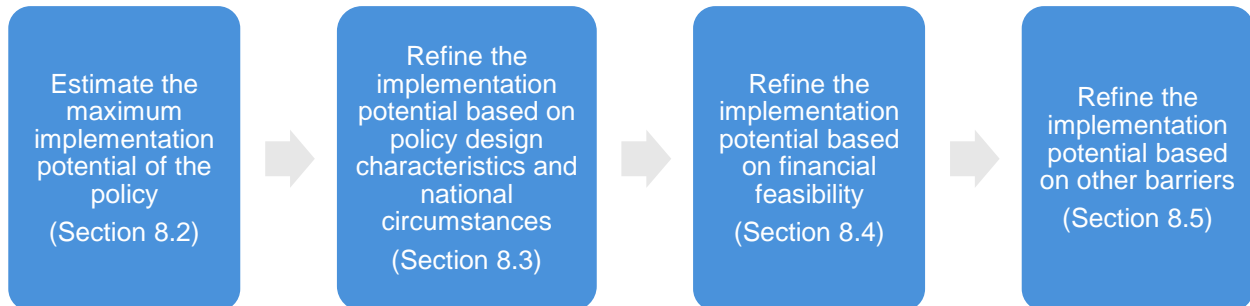 Estimate the
maximum
implementation
potential of the
policy
(Section 8.2)
Refine the
implementation
potential based on
policy design
characteristics and
national
circumstances
(Section 8.3)
Refine the
implementation
potential based
on financial
feasibility
(Section 8.4)
Refine the
implementation
potential based
on other barriers
(Section 8.5)